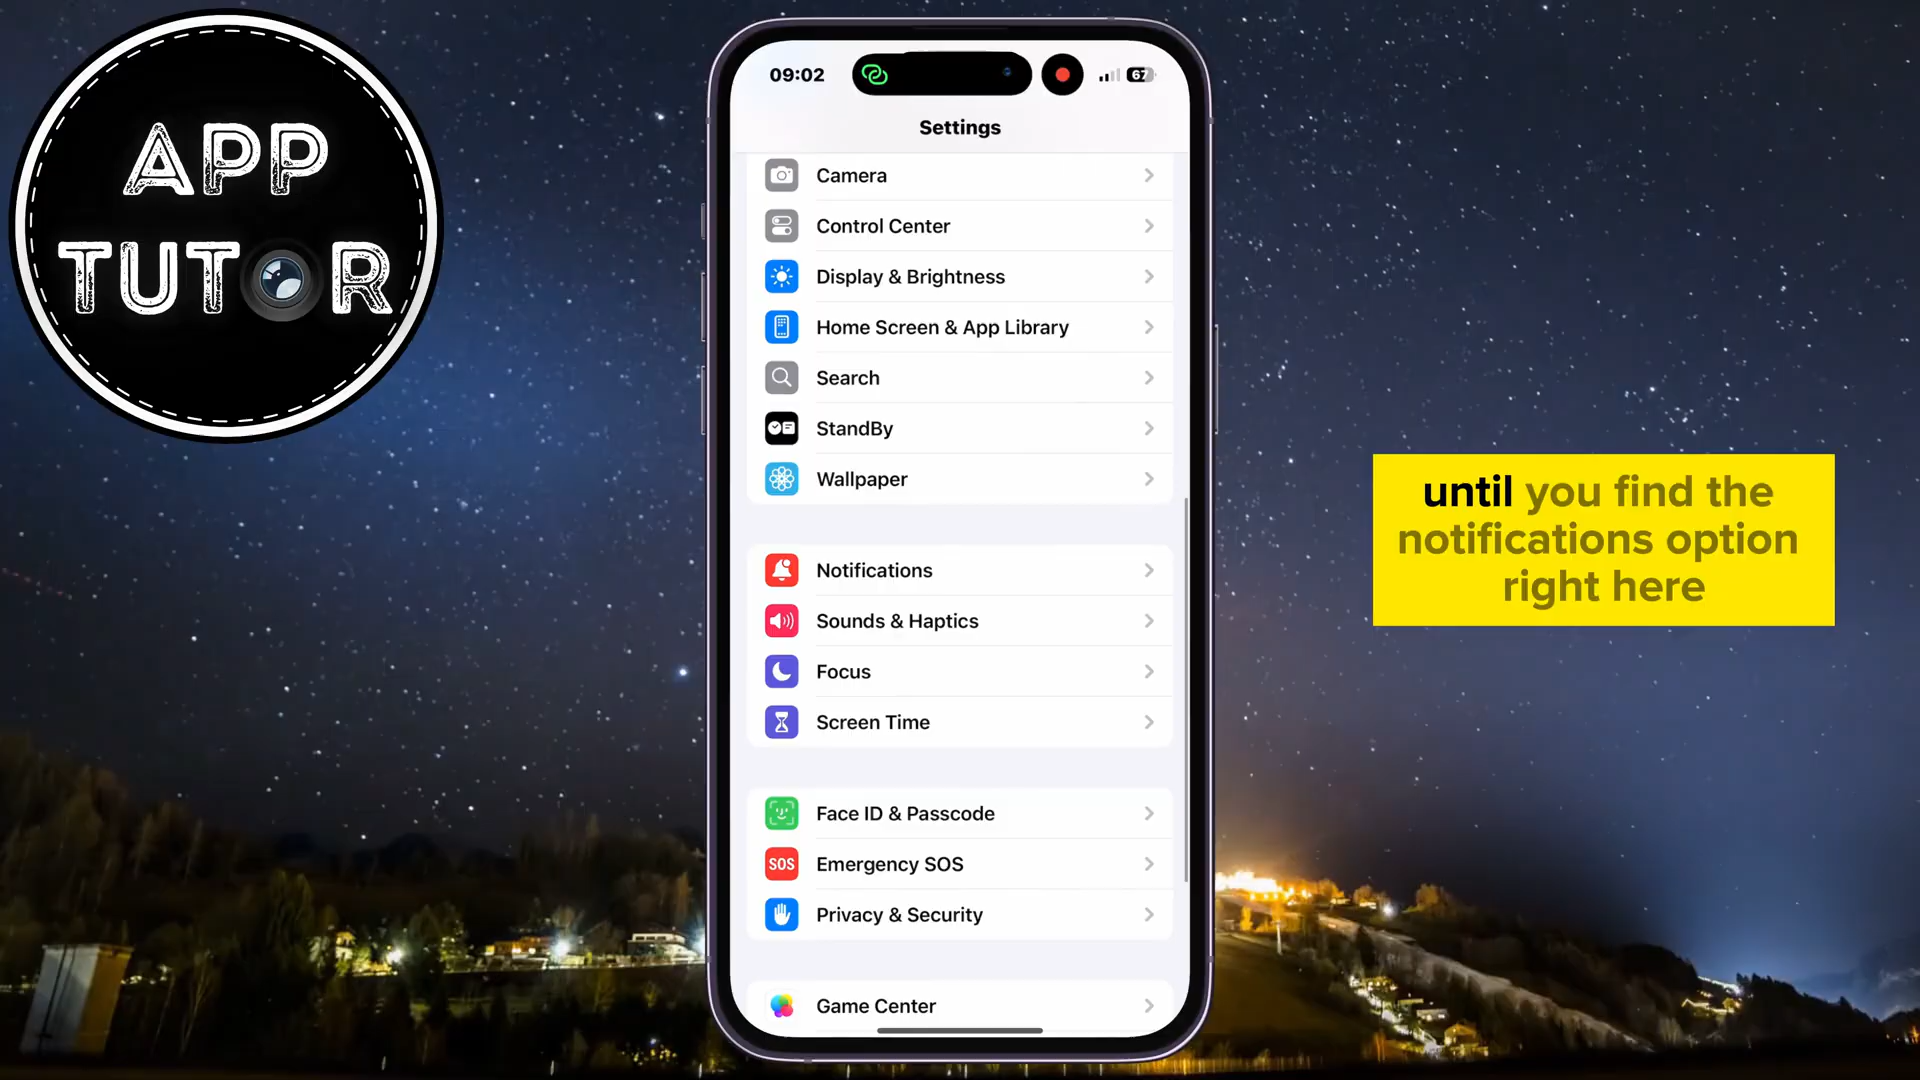 APP
TUTOR
09:02
67
Settings
Camera
Control Center
Display & Brightness
Home Screen & App Library
Search
StandBy
Wallpaper
Notifications
Sounds & Haptics
Focus
Screen Time
Face ID & Passcode
SOS
Emergency SOS
Privacy & Security
Game Center
until you find the
notifications option
right here